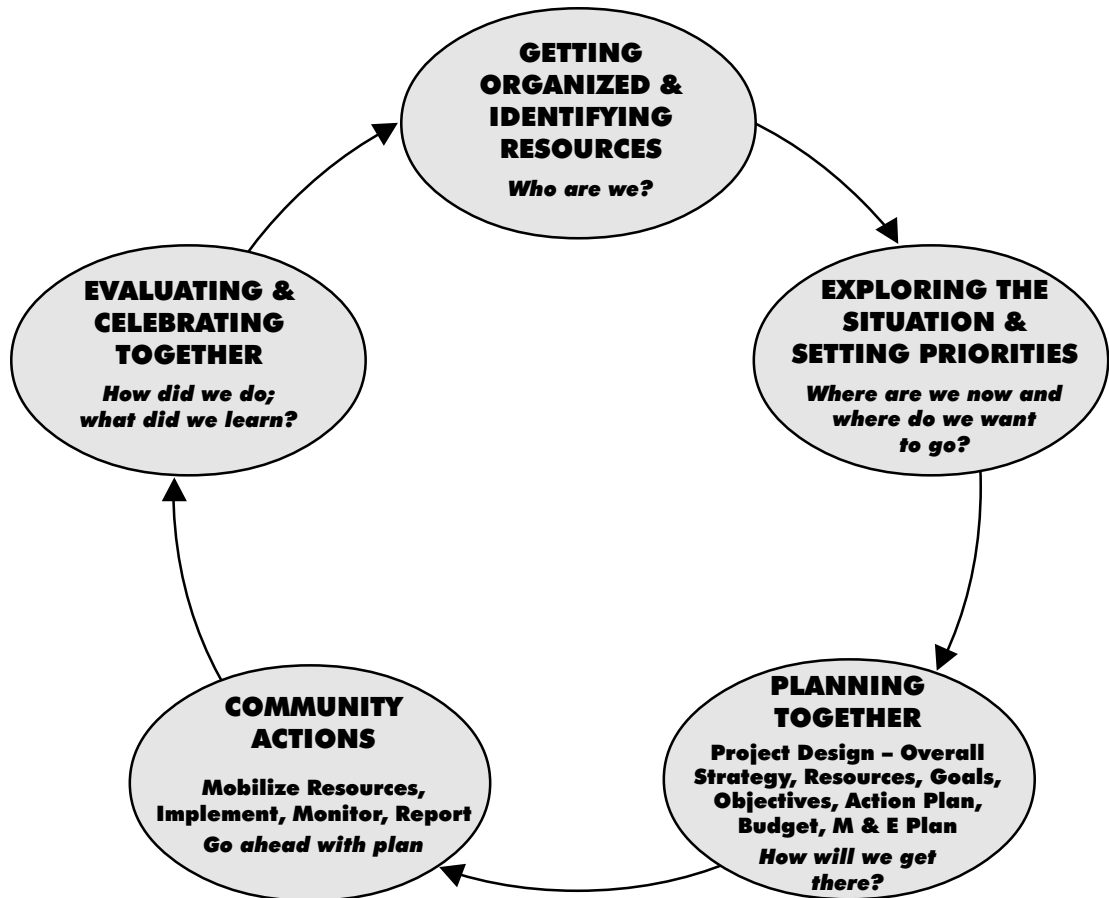 GETTING
ORGANIZED &
IDENTIFYING
RESOURCES
Who are we?
EXPLORING THE
SITUATION &
SETTING PRIORITIES
Where are we now and
where do we want
to go?
PLANNING
TOGETHER
Project Design – Overall
Strategy, Resources, Goals,
Objectives, Action Plan,
Budget, M & E Plan
How will we get
there?
COMMUNITY
ACTIONS
Mobilize Resources,
Implement, Monitor, Report
Go ahead with plan
EVALUATING &
CELEBRATING
TOGETHER
How did we do;
what did we learn?